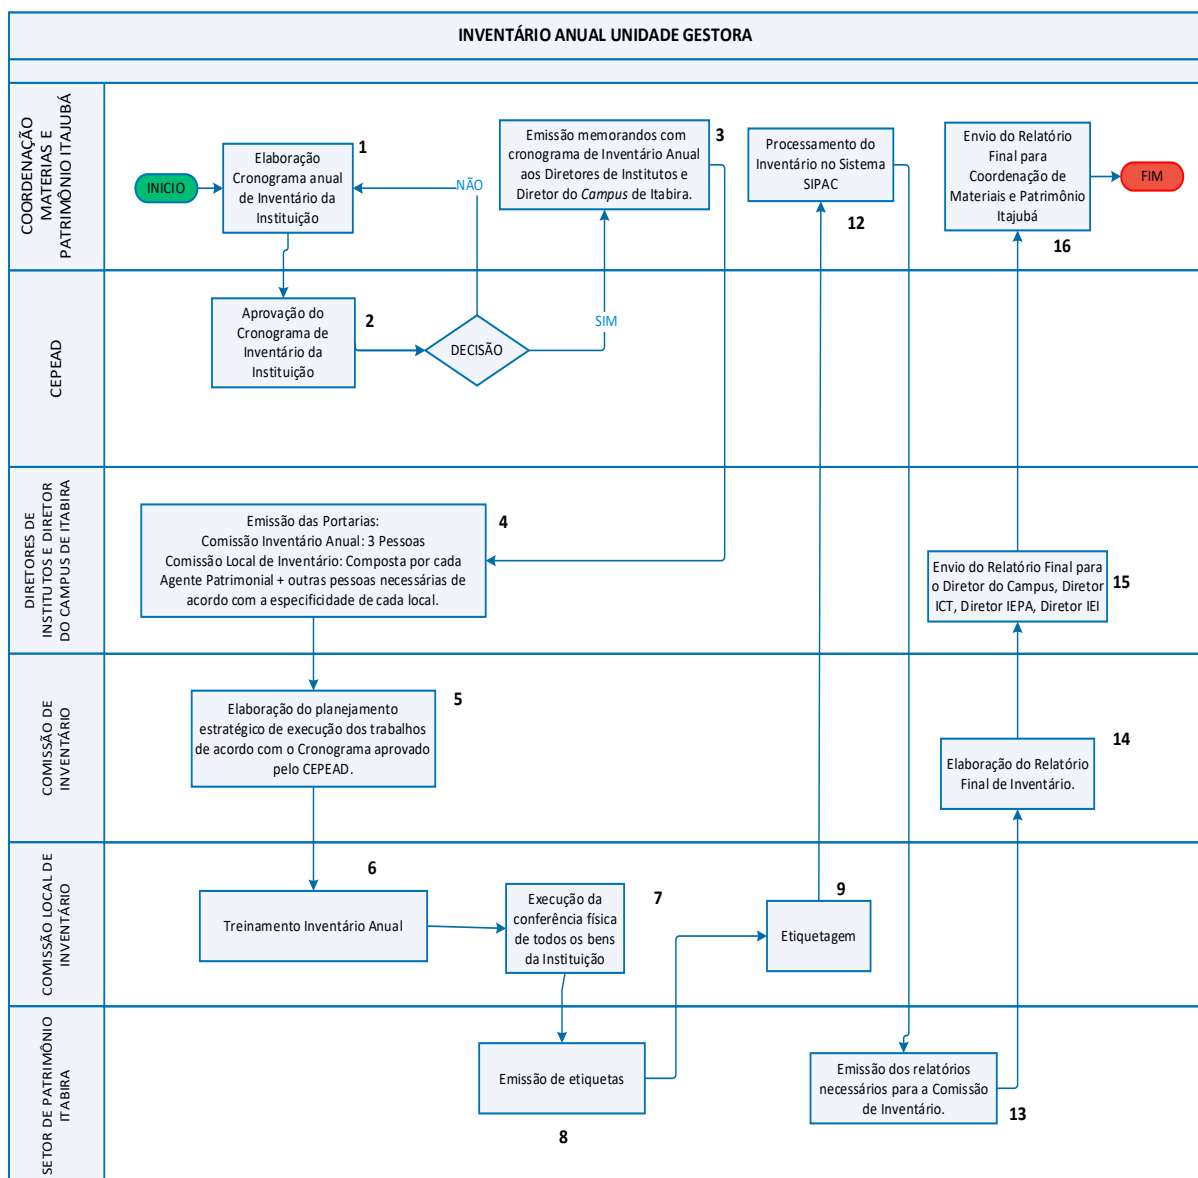 INVENTÁRIO ANUAL UNIDADE GESTORA
COORDENAÇÃO
MATERIAS E
PATRIMÔNIO ITAJUBÁ
INICIO
1
Elaboração
Cronograma anual
de Inventário da
Instituição
NÃO
Emissão memorandos com
cronograma de Inventário Anual
aos Diretores de Institutos e
Diretor do Campus de Itabira.
3
Processamento do
Inventário no Sistema
SIPAC
12
Envio do Relatório
Final para
Coordenação de
Materiais e Patrimônio
Itajubá
16
FIM
CEPEAD
Aprovação do
Cronograma de
Inventário da
Instituição
2
DECISÃO
SIM
DIRETORES DE
INSTITUTOS E DIRETOR
DO CAMPUS DE ITABIRA
Emissão das Portarias:
Comissão Inventário Anual: 3 Pessoas
Comissão Local de Inventário: Composta por cada
Agente Patrimonial + outras pessoas necessárias de
acordo com a especificidade de cada local.
4
Envio do Relatório Final para
o Diretor do Campus, Diretor
ICT, Diretor IEPA, Diretor IEI
15
COMISSÃO DE
INVENTÁRIO
Elaboração do planejamento
estratégico de execução dos trabalhos
de acordo com o Cronograma aprovado
pelo CEPEAD.
5
Elaboração do Relatório
Final de Inventário.
14
COMISSÃO LOCAL DE
INVENTÁRIO
6
Treinamento Inventário Anual
Execução da
conferência física
de todos os bens
da Instituição
7
9
Etiquetagem
SETOR DE PATRIMÔNIO
ITABIRA
Emissão de etiquetas
8
Emissão dos relatórios
necessários para a Comissão
de Inventário.
13